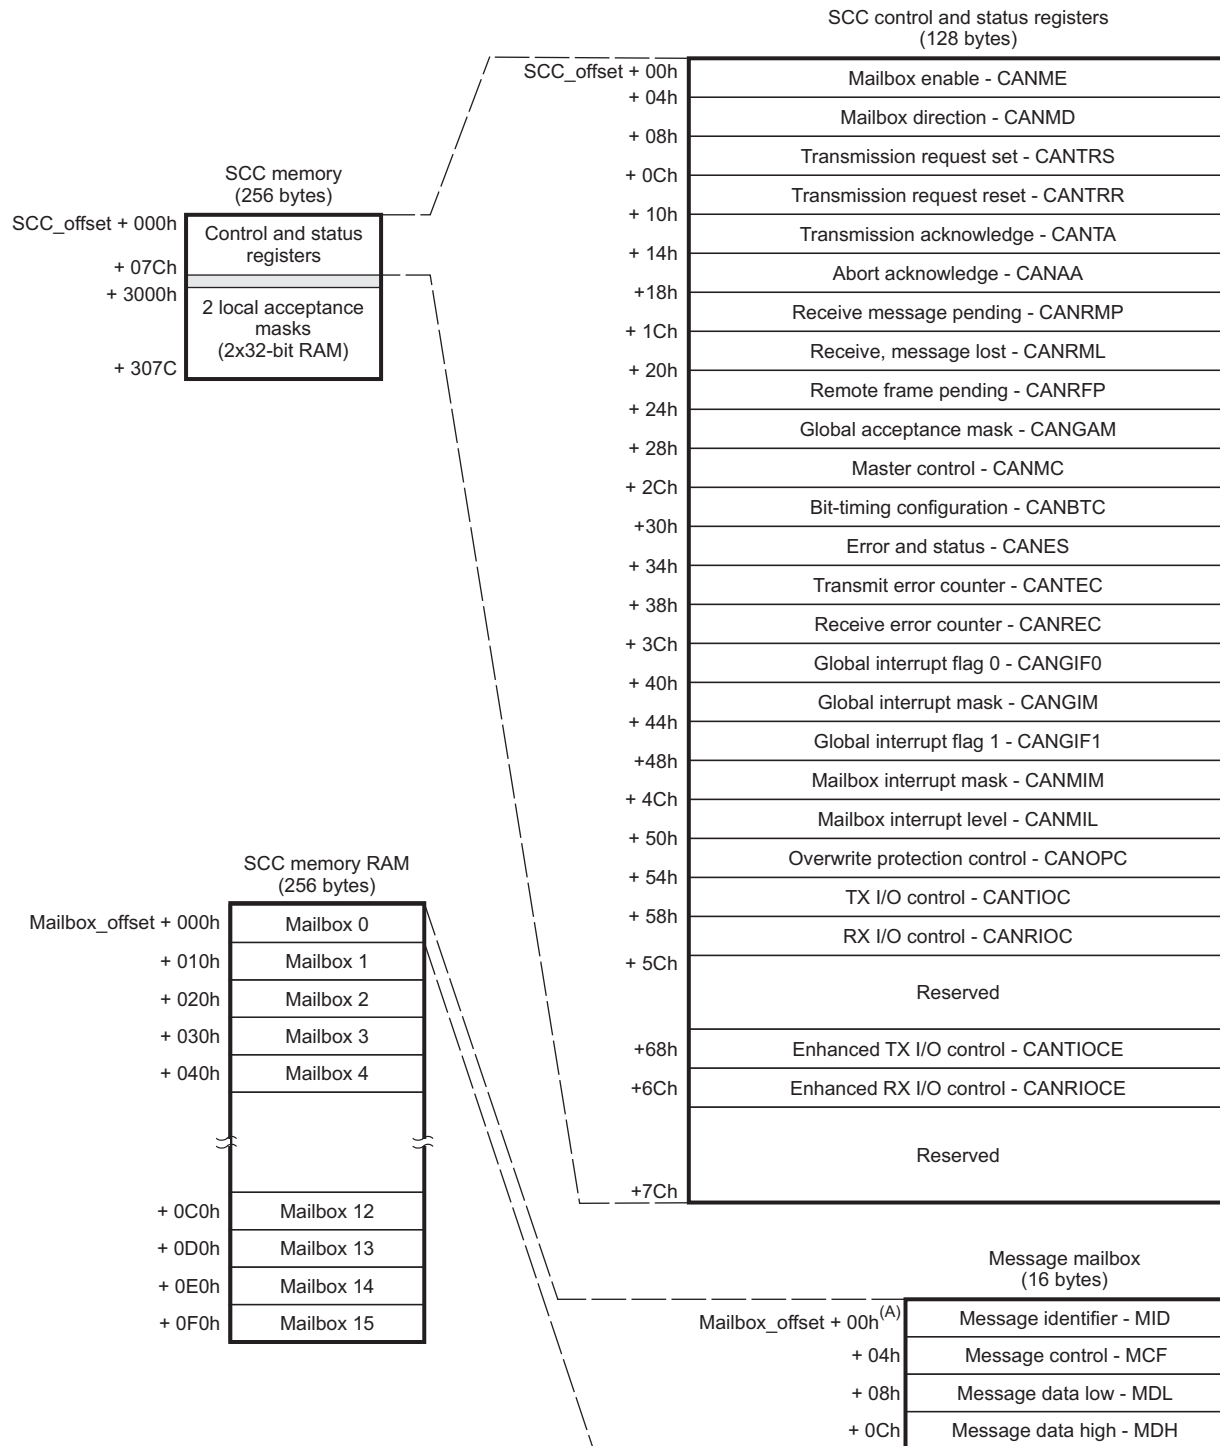 SCC control and status registers
(128 bytes)
SCC_offset + 00h
Mailbox enable - CANME
+ 04h
Mailbox direction - CANMD
+ 08h
Transmission request set - CANTRS
+ 0Ch
Transmission request reset - CANTRR
+ 10h
Transmission acknowledge - CANTA
+ 14h
Abort acknowledge - CANAA
+18h
Receive message pending - CANRMP
+ 1Ch
Receive, message lost - CANRML
+ 20h
Remote frame pending - CANRFP
+ 24h
Global acceptance mask - CANGAM
+ 28h
Master control - CANMC
+ 2Ch
Bit-timing configuration - CANBTC
+30h
Error and status - CANES
+ 34h
Transmit error counter - CANTEC
+ 38h
Receive error counter - CANREC
+ 3Ch
Global interrupt flag 0 - CANGIF0
+ 40h
Global interrupt mask - CANGIM
+ 44h
Global interrupt flag 1 - CANGIF1
+48h
Mailbox interrupt mask - CANMIM
+ 4Ch
Mailbox interrupt level - CANMIL
+ 50h
Overwrite protection control - CANOPC
+ 54h
TX I/O control - CANTIOC
+ 58h
RX I/O control - CANRIOC
+ 5Ch
Reserved
+68h
Enhanced TX I/O control - CANTIOCE
+6Ch
Enhanced RX I/O control - CANRIOCE
Reserved
+7Ch
SCC memory
(256 bytes)
SCC_offset + 000h
Control and status
registers
+ 07Ch
+ 3000h
2 local acceptance
masks
(2x32-bit RAM)
+ 307C
SCC memory RAM
(256 bytes)
Mailbox_offset + 000h
Mailbox 0
+ 010h
Mailbox 1
+ 020h
Mailbox 2
+ 030h
Mailbox 3
+ 040h
Mailbox 4
+ 0C0h
Mailbox 12
+ 0D0h
Mailbox 13
+ 0E0h
Mailbox 14
+ 0F0h
Mailbox 15
Message mailbox
(16 bytes)
Mailbox_offset + 00h(A)
Message identifier - MID
+ 04h
Message control - MCF
+ 08h
Message data low - MDL
+ 0Ch
Message data high - MDH